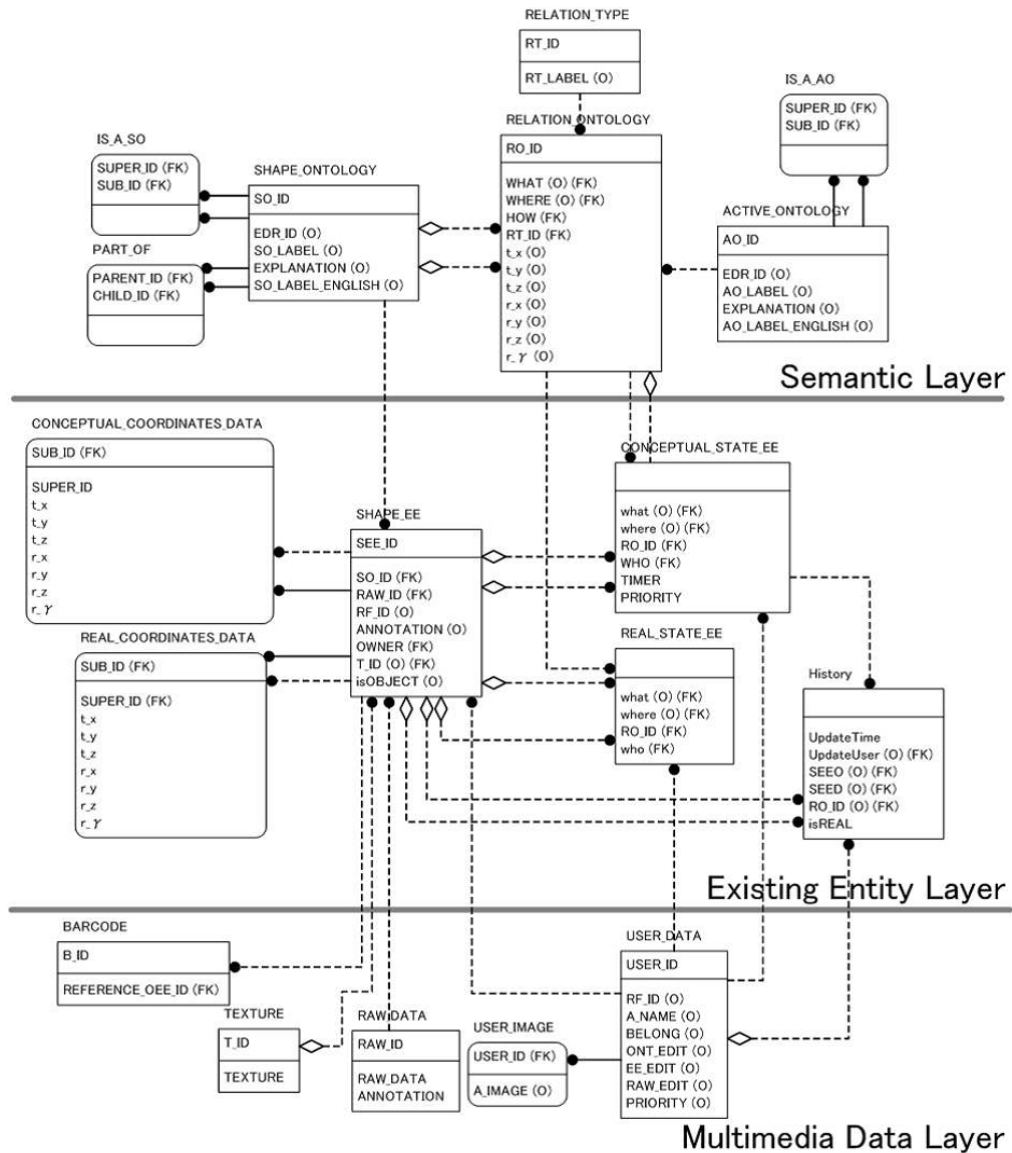 RELATION_TYPE
RT_ID
RT_LABEL (O)
IS_A_AO
SUPER_ID (FK)
SUB_ID (FK)
IS_A_SO
SUPER_ID (FK)
SUB_ID (FK)
SHAPE_ONTOLOGY
SO_ID
EDR_ID (O)
SO_LABEL (O)
EXPLANATION (O)
SO_LABEL_ENGLISH (O)
PART_OF
PARENT_ID (FK)
CHILD_ID (FK)
RELATION_ONTOLOGY
RO_ID
WHAT (O) (FK)
WHERE (O) (FK)
HOW (FK)
RT_ID (FK)
t_x (O)
t_y (O)
t_z (O)
r_x (O)
r_y (O)
r_z (O)
r_γ (O)
ACTIVE_ONTOLOGY
AO_ID
EDR_ID (O)
AO_LABEL (O)
EXPLANATION (O)
AO_LABEL_ENGLISH (O)
Semantic Layer
CONCEPTUAL_COORDINATES_DATA
SUB_ID (FK)
SUPER_ID
t_x
t_y
t_z
r_x
r_y
r_z
r_γ
SHAPE_EE
SEE_ID
SO_ID (FK)
RAW_ID (FK)
RF_ID (O)
ANNOTATION (O)
OWNER (FK)
T_ID (O) (FK)
isOBJECT (O)
CONCEPTUAL_STATE_EE
what (O) (FK)
where (O) (FK)
RO_ID (FK)
WHO (FK)
TIMER
PRIORITY
REAL_COORDINATES_DATA
SUB_ID (FK)
SUPER_ID (FK)
t_x
t_y
t_z
r_x
r_y
r_z
r_γ
REAL_STATE_EE
what (O) (FK)
where (O) (FK)
RO_ID (FK)
who (FK)
History
UpdateTime
UpdateUser (O) (FK)
SEEO (O) (FK)
SEED (O) (FK)
RO_ID (O) (FK)
isREAL
Existing Entity Layer
BARCODE
B_ID
REFERENCE_OEE_ID (FK)
TEXTURE
T_ID
TEXTURE
RAW_DATA
RAW_ID
RAW_DATA
ANNOTATION
USER_IMAGE
USER_ID (FK)
A_IMAGE (O)
USER_DATA
USER_ID
RF_ID (O)
A_NAME (O)
BELONG (O)
ONT_EDIT (O)
EE_EDIT (O)
RAW_EDIT (O)
PRIORITY (O)
Multimedia Data Layer